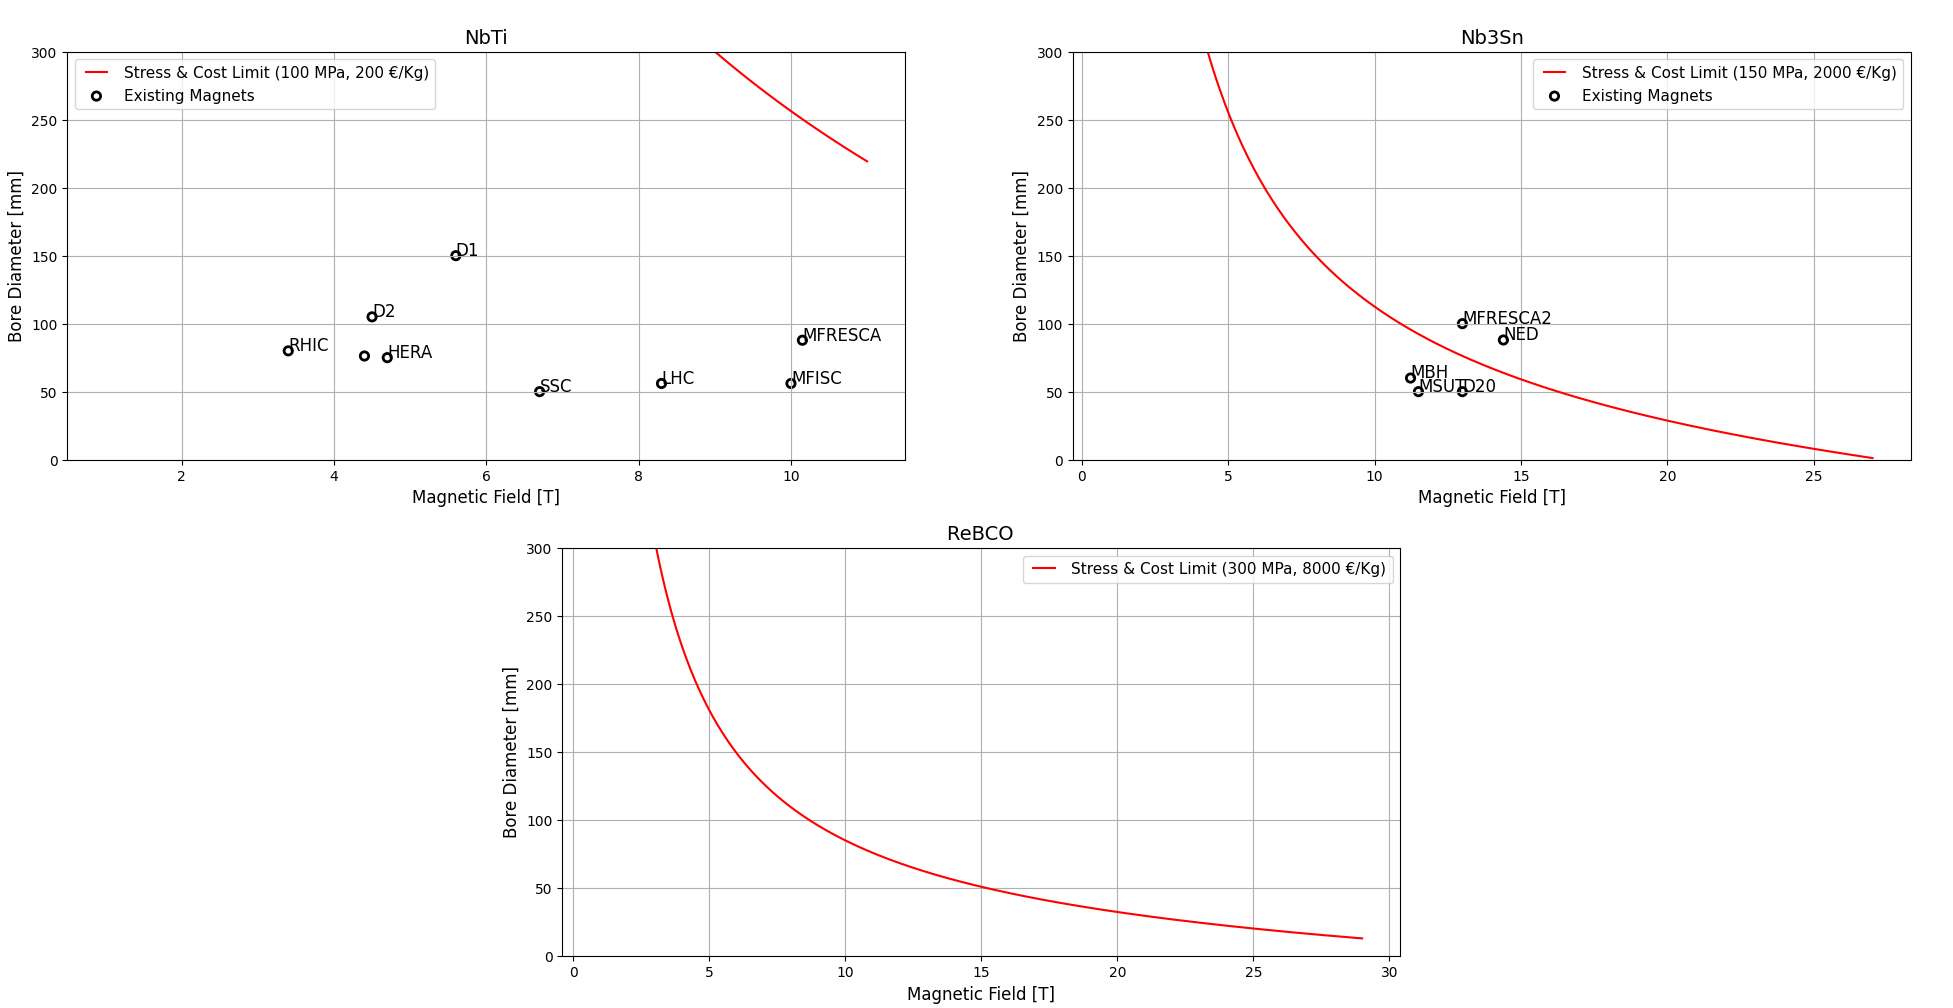 NbTi
Stress & Cost Limit (100 MPa, 200 €/Kg)
Existing Magnets
300
250
200
150
100
50
0
Bore Diameter [mm]
D1
D2
RHIC
HERA
SSC
LHC
MFRESCA
MFISC
2
4
6
8
10
Magnetic Field [T]
Nb3Sn
Stress & Cost Limit (150 MPa, 2000 €/Kg)
Existing Magnets
300
250
200
150
100
50
0
Bore Diameter [mm]
MFRESCA2
NED
MBH
MSUT
D20
0
5
10
15
20
25
Magnetic Field [T]
ReBCO
Stress & Cost Limit (300 MPa, 8000 €/Kg)
300
250
200
150
100
50
0
Bore Diameter [mm]
0
5
10
15
20
25
30
Magnetic Field [T]